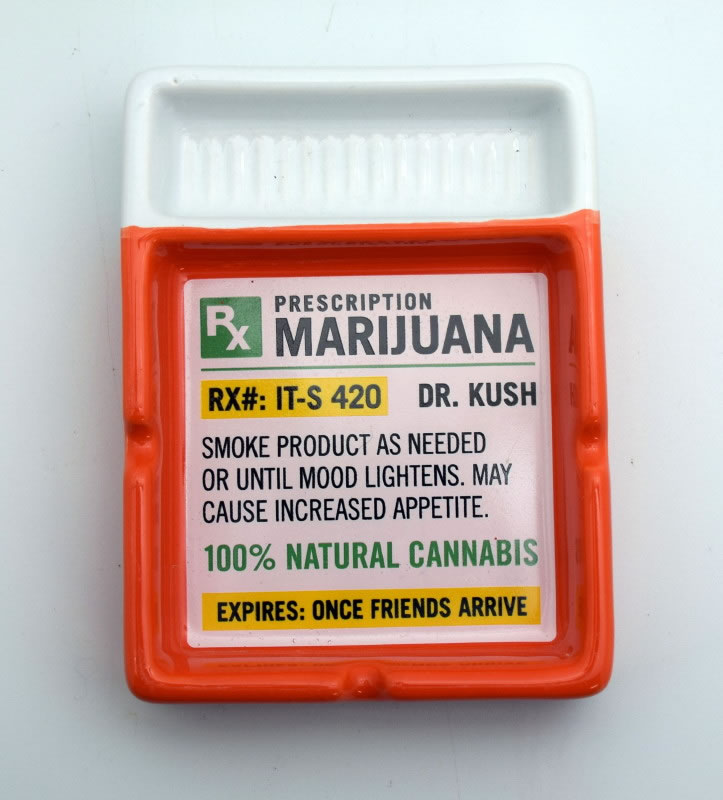 Rx PRESCRIPTION
MARIJUANA
RX#: IT-S 420 DR. KUSH
SMOKE PRODUCT AS NEEDED
OR UNTIL MOOD LIGHTENS. MAY
CAUSE INCREASED APPETITE.
100% NATURAL CANNABIS
EXPIRES: ONCE FRIENDS ARRIVE